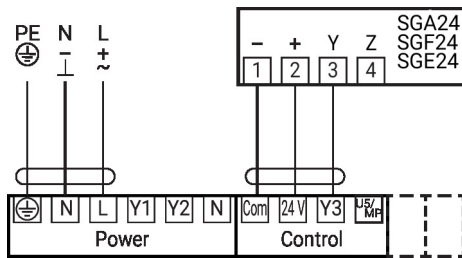 PE N L
– – +
⊥ ~
SGA24
SGF24
SGE24
– + Y Z
1 2 3 4
N L Y1 Y2 N
Com 24 V Y3 U5/MP
Power
Control